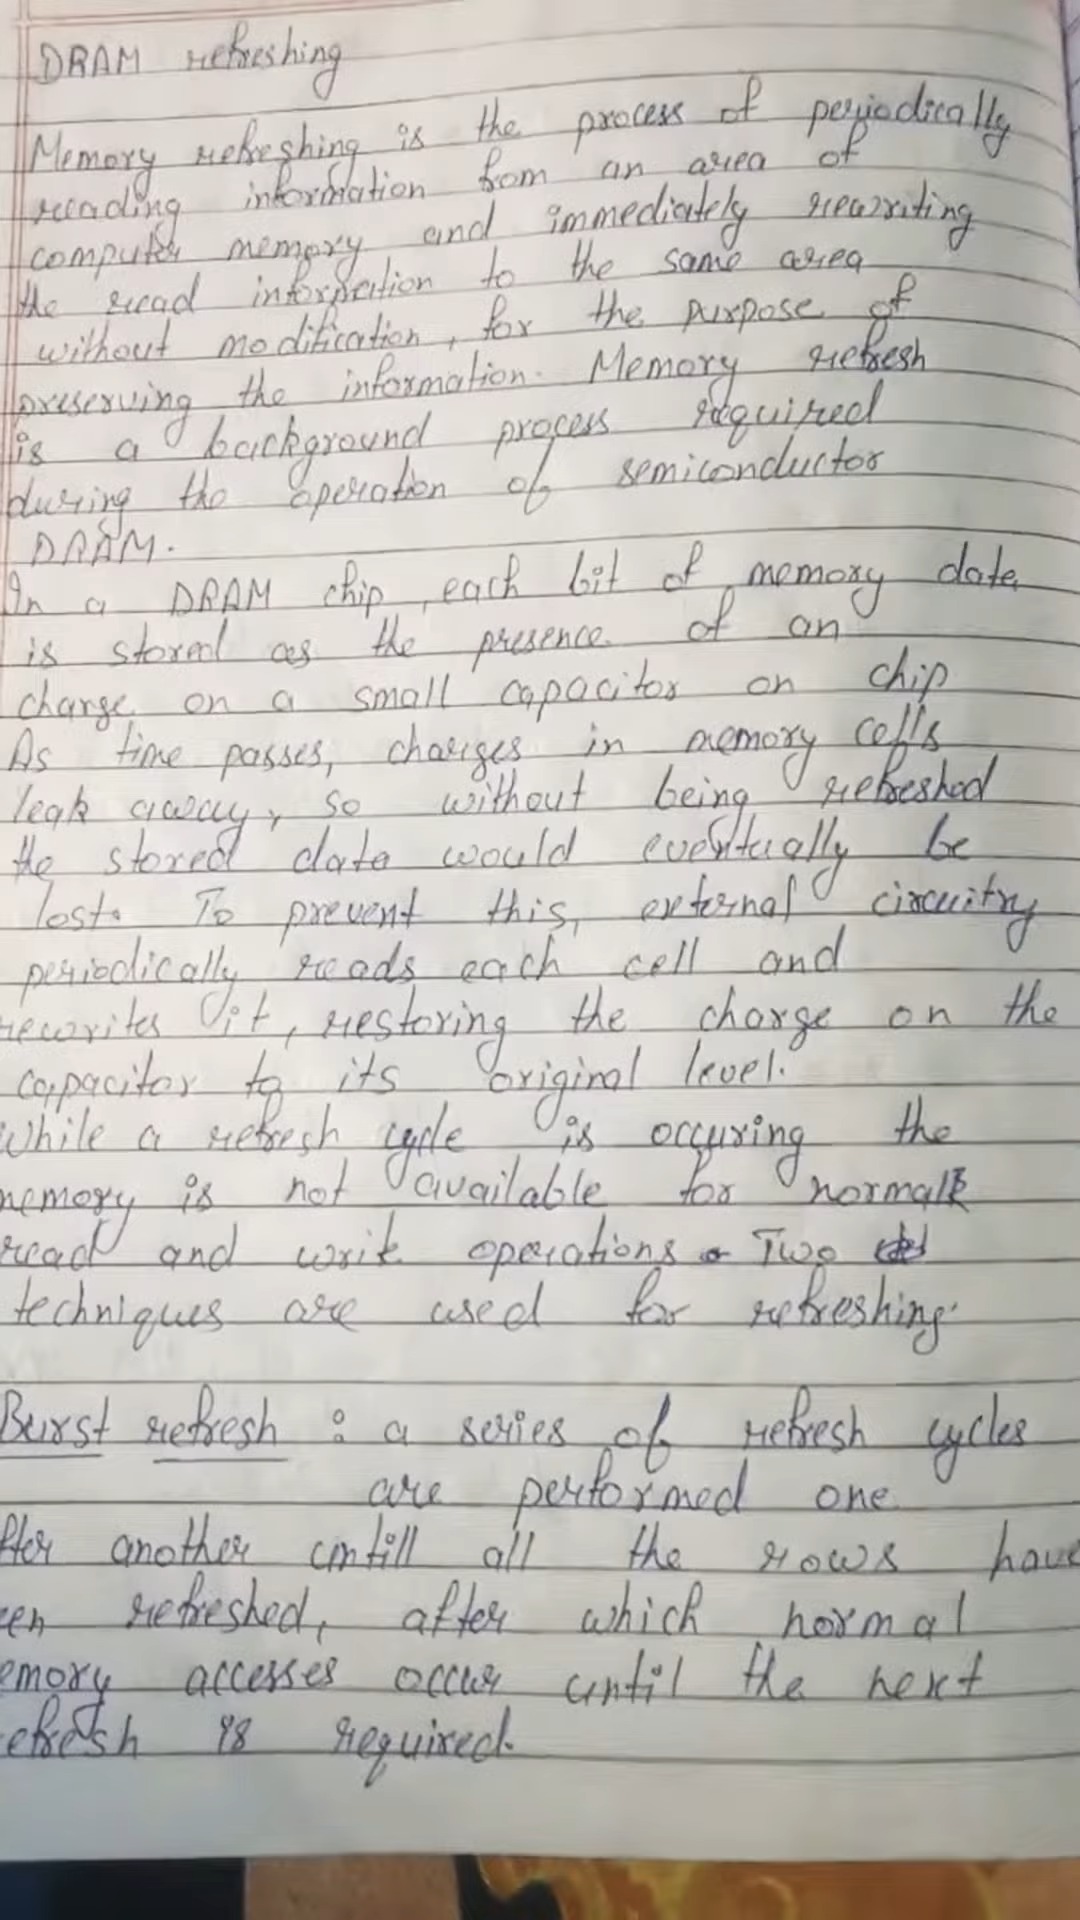 DRAM refreshing
Memory refreshing is the process of periodically
reading information from an area of
computer memory and immediately rewriting
the read information to the same area
without modification, for the purpose of
preserving the information. Memory refresh
is a background process required
during the operation of semiconductor
DRAM.
In a DRAM chip, each bit of memory data
is stored as the presence of an
charge on a small capacitor on chip
As time passes, charges in memory cells
leak away, so without being refreshed
the stored data would eventually be
lost. To prevent this, external circuitry
periodically reads each cell and
rewrites it, restoring the charge on the
capacitor to its original level.
While a refresh cycle is occuring the
memory is not available for normal
read and write operations. Two
techniques are used for refreshing.
Burst refresh : a series of refresh cycles
are performed one
fter another untill all the rows have
een refreshed, after which normal
emory accesses occur until the next
efresh is required.